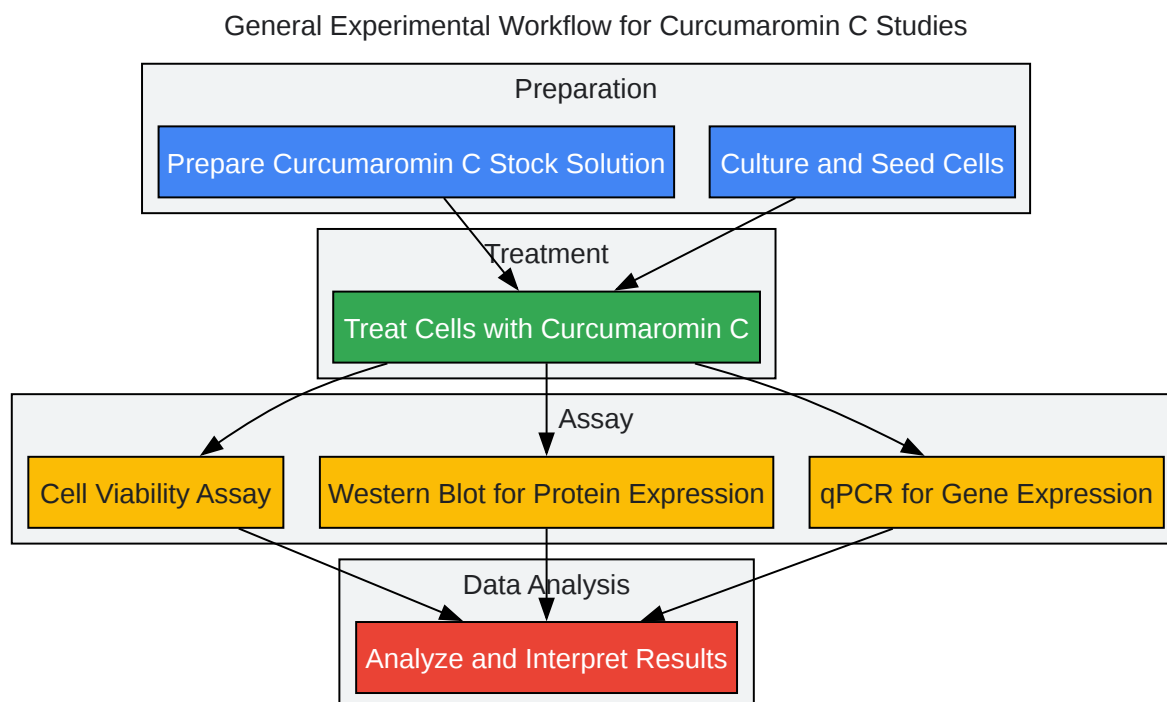 General Experimental Workflow for Curcumaromin C Studies
Preparation
Prepare Curcumaromin C Stock Solution
Culture and Seed Cells
Treatment
Treat Cells with Curcumaromin C
Assay
Cell Viability Assay
Western Blot for Protein Expression
qPCR for Gene Expression
Data Analysis
Analyze and Interpret Results